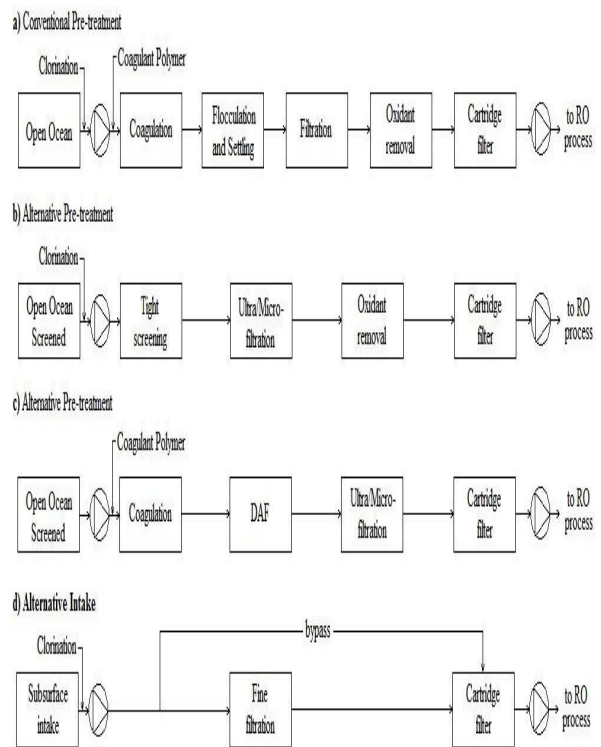 a) Conventional Pre-treatment
Clorination
Coagulant Polymer
Open Ocean
Coagulation
Flocculation
and Settling
Filtration
Oxidant
removal
Cartridge
filter
to RO
process
b) Alternative Pre-treatment
Clorination
Open Ocean
Screened
Tight
screening
Ultra/Micro-
filtration
Oxidant
removal
Cartridge
filter
to RO
process
c) Alternative Pre-treatment
Coagulant Polymer
Open Ocean
Screened
Coagulation
DAF
Ultra/Micro-
filtration
Cartridge
filter
to RO
process
d) Alternative Intake
bypass
Clorination
Subsurface
intake
Fine
filtration
Cartridge
filter
to RO
process